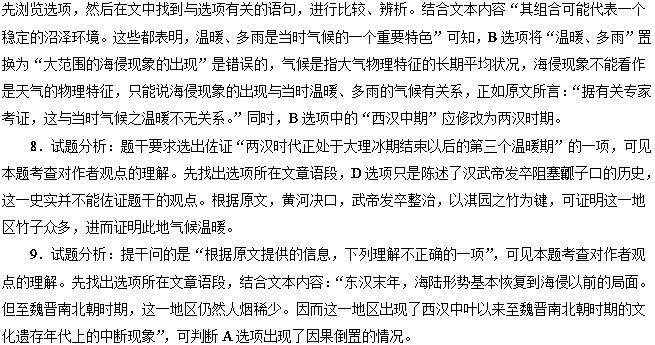 先浏览选项，然后在文中找到与选项有关的语句，进行比较、辨析。结合文本内容“其组合可能代表一个
稳定的沼泽环境。这些都表明，温暖、多雨是当时气候的一个重要特色”可知，B 选项将“温暖、多雨”置
换为“大范围的海侵现象的出现”是错误的，气候是指大气物理特征的长期平均状况，海侵现象不能看作
是天气的物理特征，只能说海侵现象的出现与当时温暖、多雨的气候有关系，正如原文所言：“据有关专家
考证，这与当时气候之温暖不无关系。”同时，B 选项中的“西汉中期”应修改为两汉时期。
8．试题分析：题干要求选出佐证“两汉时代正处于大理冰期结束以后的第三个温暖期”的一项，可见
本题考查对作者观点的理解。先找出选项所在文章语段，D 选项只是陈述了汉武帝发卒阻塞瓠子口的历史，
这一史实并不能佐证题干的观点。根据原文，黄河决口，武帝发卒整治，以淇园之竹为键，可证明这一地
区竹子众多，进而证明此地气候温暖。
9．试题分析：提干问的是“根据原文提供的信息，下列理解不正确的一项”，可见本题考查对作者观
点的理解。先找出选项所在文章语段，结合文本内容：“东汉末年，海陆形势基本恢复到海侵以前的局面。
但至魏晋南北朝时期，这一地区仍然人烟稀少。因而这一地区出现了西汉中叶以来至魏晋南北朝时期的文
化遗存年代上的中断现象”，可判断 A 选项出现了因果倒置的情况。